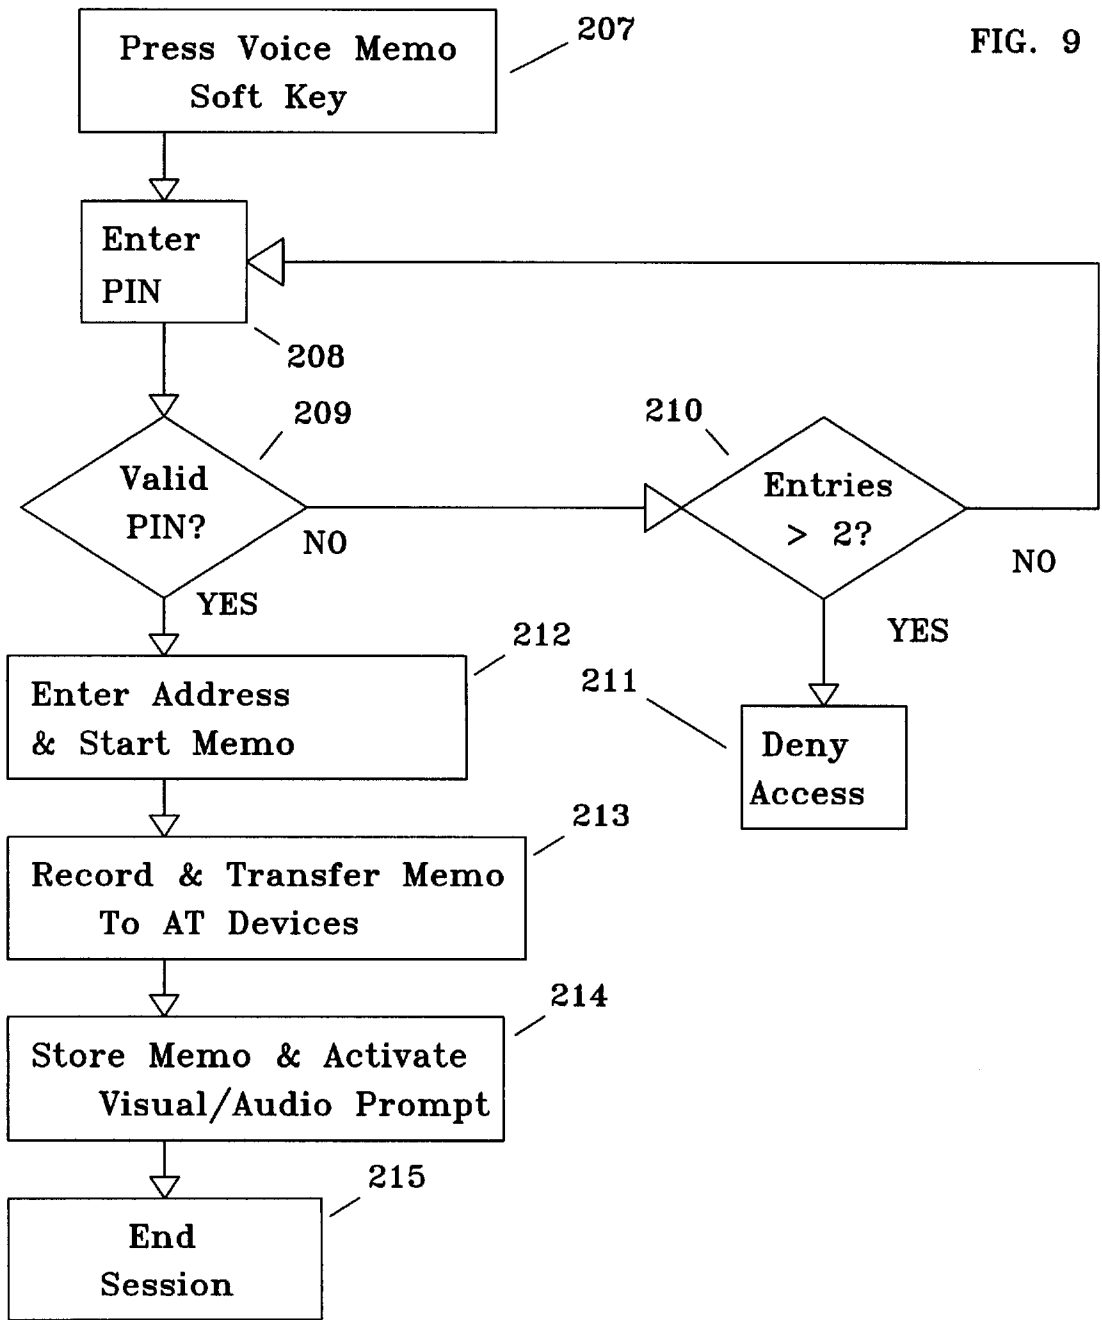 FIG. 9
207
Press Voice Memo
Soft Key
Enter
PIN
208
209
Valid
PIN?
NO
YES
210
Entries
> 2?
NO
YES
211
Deny
Access
212
Enter Address
& Start Memo
213
Record & Transfer Memo
To AT Devices
214
Store Memo & Activate
Visual/Audio Prompt
215
End
Session